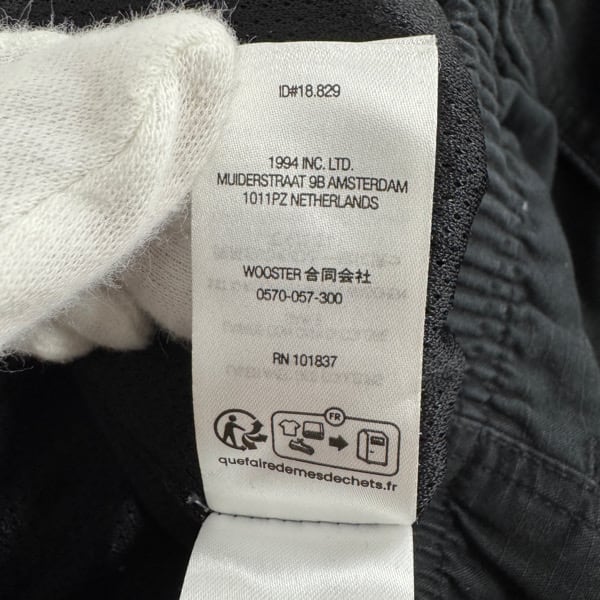 ID#18.829
1994 INC. LTD.
MUIDERSTRAAT 9B AMSTERDAM
1011PZ NETHERLANDS
WOOSTER 合同会社
0570-057-300
RN 101837
FR
quefairedemesdechets.fr